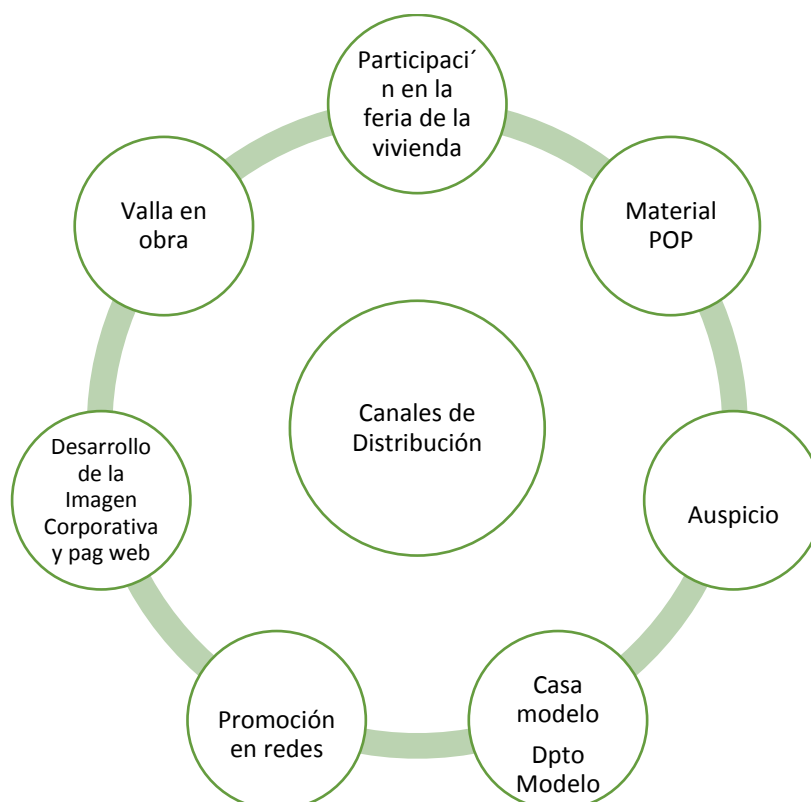 Participac´
n en la
feria de la
vivienda
Material
POP
Auspicio
Casa
modelo
Dpto
Modelo
Promoción
en redes
Desarrollo
de la
Imagen
Corporativa
y pag web
Valla en
obra
Canales de
Distribución